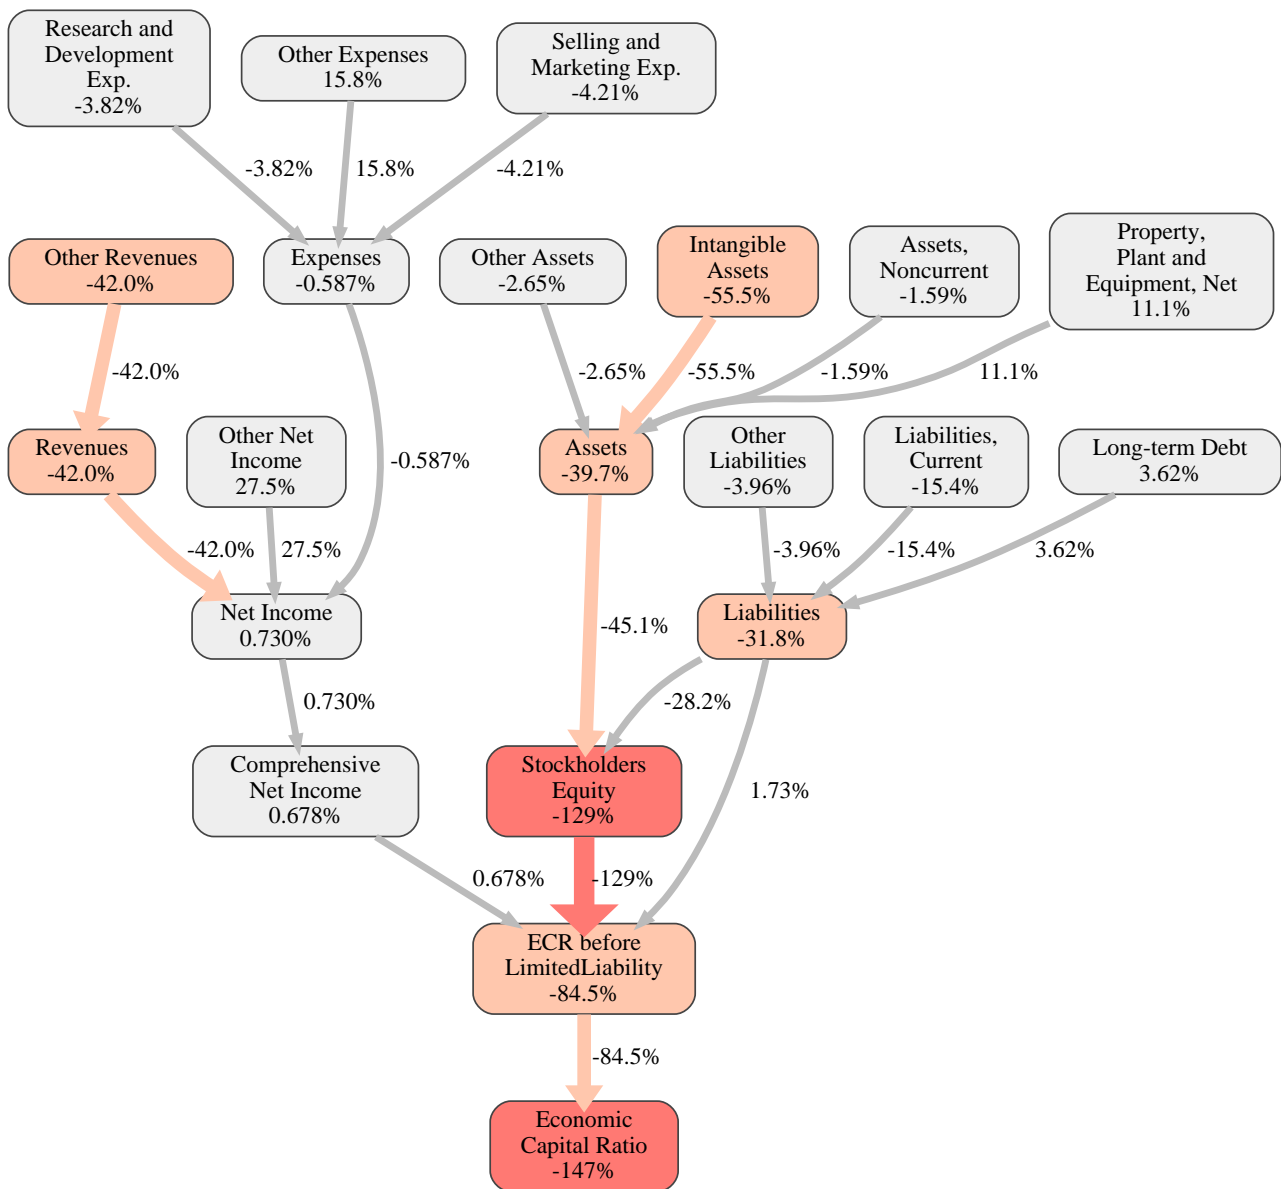 Research and
Development
Exp.
-3.82%
Other Expenses
15.8%
Selling and
Marketing Exp.
-4.21%
-3.82%
15.8%
-4.21%
Other Revenues
-42.0%
Expenses
-0.587%
Other Assets
-2.65%
Intangible
Assets
-55.5%
Assets,
Noncurrent
-1.59%
Property,
Plant and
Equipment, Net
11.1%
-42.0%
-2.65%
-55.5%
-1.59%
11.1%
Revenues
-42.0%
Other Net
Income
27.5%
-0.587%
Assets
-39.7%
Other
Liabilities
-3.96%
Liabilities,
Current
-15.4%
Long-term Debt
3.62%
-42.0%
27.5%
-3.96%
-15.4%
3.62%
Net Income
0.730%
-45.1%
Liabilities
-31.8%
0.730%
-28.2%
Comprehensive
Net Income
0.678%
Stockholders
Equity
-129%
1.73%
0.678%
-129%
ECR before
LimitedLiability
-84.5%
-84.5%
Economic
Capital Ratio
-147%